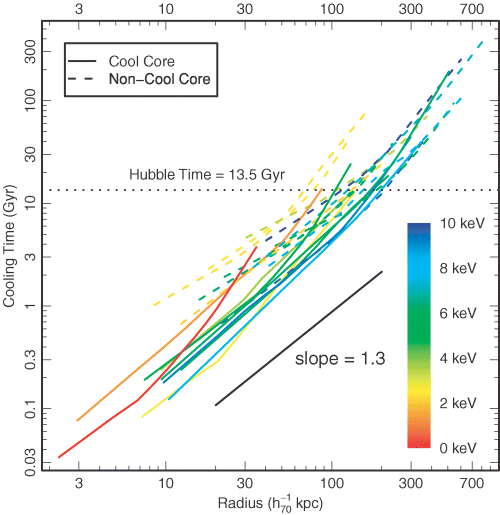 3 10 30 100 300 700
Cool Core
Non-Cool Core
Hubble Time = 13.5 Gyr
300
100
30
10
3
1
0.3
0.1
0.03
Cooling Time (Gyr)
10 keV
8 keV
6 keV
4 keV
2 keV
0 keV
slope = 1.3
3 10 30 100 300 700
Radius (h₇₀⁻¹ kpc)